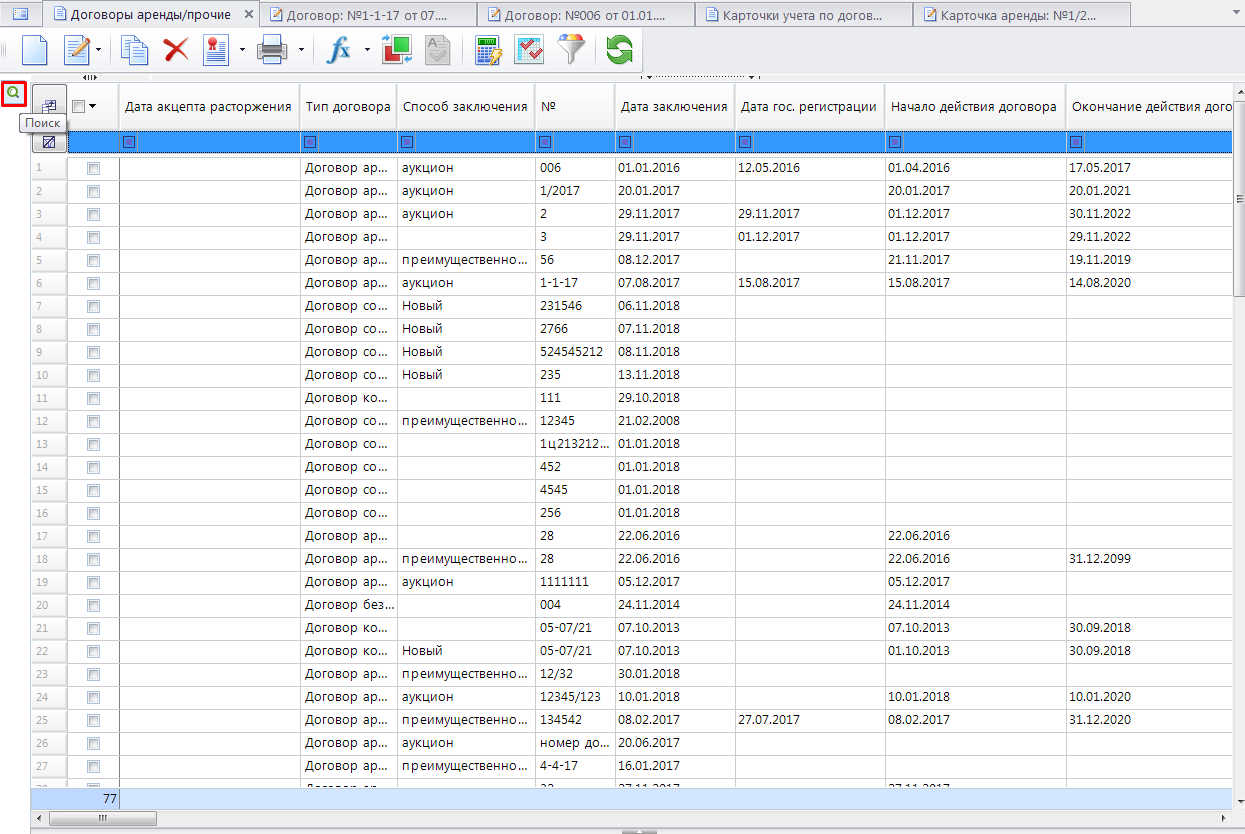 Договоры аренды/прочие Договор: №1-1-17 от 07.... Договор: №006 от 01.01.... Карточки учета по догов... Карточка аренды: №1/2...
Поиск
Дата акцепта расторжения Тип договора Способ заключения № Дата заключения Дата гос. регистрации Начало действия договора Окончание действия дого
1 Договор ар... аукцион 006 01.01.2016 12.05.2016 01.04.2016 17.05.2017
2 Договор ар... аукцион 1/2017 20.01.2017 20.01.2017 20.01.2021
3 Договор ар... аукцион 2 29.11.2017 29.11.2017 01.12.2017 30.11.2022
4 Договор ар... 3 29.11.2017 01.12.2017 01.12.2017 29.11.2022
5 Договор ар... преимущественно... 56 08.12.2017 21.11.2017 19.11.2019
6 Договор ар... аукцион 1-1-17 07.08.2017 15.08.2017 15.08.2017 14.08.2020
7 Договор со... Новый 231546 06.11.2018
8 Договор со... Новый 2766 07.11.2018
9 Договор со... Новый 524545212 08.11.2018
10 Договор со... Новый 235 13.11.2018
11 Договор ко... 111 29.10.2018
12 Договор со... преимущественно... 12345 21.02.2008
13 Договор со... 1ц213212... 01.01.2018
14 Договор со... 452 01.01.2018
15 Договор со... 4545 01.01.2018
16 Договор со... 256 01.01.2018
17 Договор ар... 28 22.06.2016 22.06.2016
18 Договор ар... преимущественно... 28 22.06.2016 22.06.2016 31.12.2099
19 Договор ар... аукцион 1111111 05.12.2017 05.12.2017
20 Договор без... 004 24.11.2014 24.11.2014
21 Договор ко... 05-07/21 07.10.2013 07.10.2013 30.09.2018
22 Договор ко... Новый 05-07/21 07.10.2013 01.10.2013 30.09.2018
23 Договор ар... преимущественно... 12/32 30.01.2018
24 Договор ар... аукцион 12345/123 10.01.2018 10.01.2018 10.01.2020
25 Договор ар... преимущественно... 134542 08.02.2017 27.07.2017 08.02.2017 31.12.2020
26 Договор ар... аукцион номер до... 20.06.2017
27 Договор ар... преимущественно... 4-4-17 16.01.2017
77